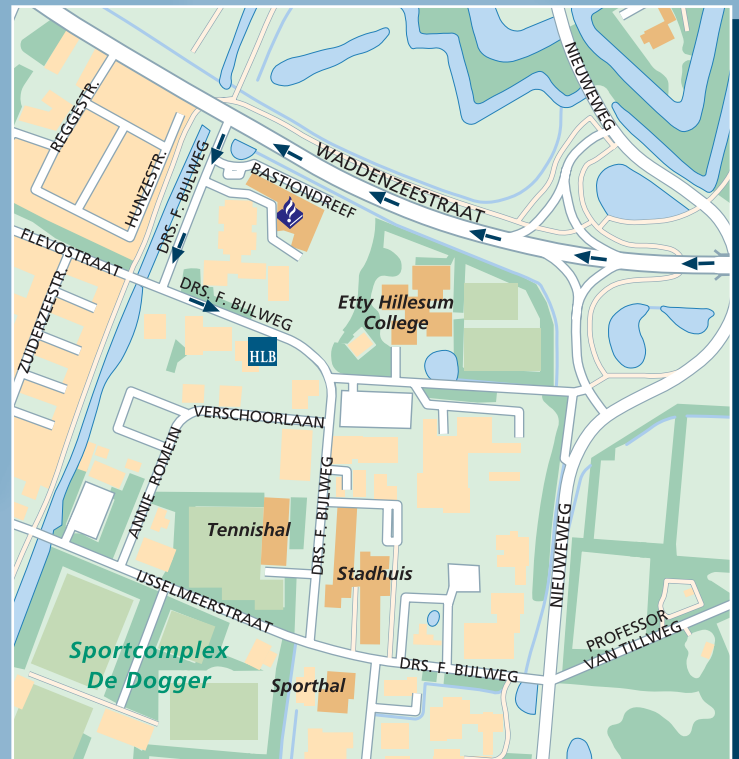 NIEUWEWEG
REGGESTR.
WADDENZEESTRAAT
HUNZESTR.
DRS. F. BIJLWEG
BASTIONDREEF
FLEVOSTRAAT
ZUIDERZEESTR.
DRS. F. BIJLWEG
Etty Hillesum
College
HLB
VERSCHOORLAAN
ANNIE ROMEIN
DRS. F. BIJLWEG
Tennishal
NIEUWEWEG
Stadhuis
IJSSELMEERSTRAAT
PROFESSOR
VAN TILLWEG
Sportcomplex
De Dogger
DRS. F. BIJLWEG
Sporthal